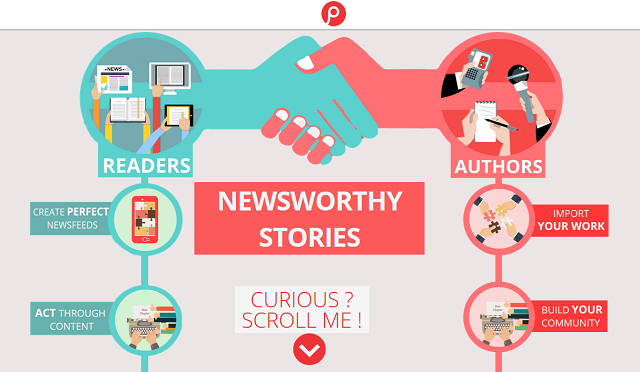 NEWS
READERS
AUTHORS
NEWSWORTHY
STORIES
CREATE PERFECT
NEWSFEEDS
IMPORT
YOUR WORK
ACT THROUGH
CONTENT
BUILD YOUR
COMMUNITY
CURIOUS ?
SCROLL ME !